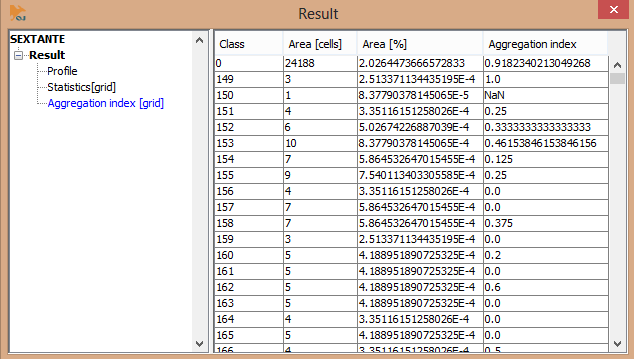 Result
SEXTANTE
Result
Profile
Statistics[grid]
Aggregation index [grid]
Class Area [cells] Area [%] Aggregation index
0 24188 2.0264473666572833 0.9182340213049268
149 3 2.513371134435195E-4 1.0
150 1 8.37790378145065E-5 NaN
151 4 3.35116151258026E-4 0.25
152 6 5.02674226887039E-4 0.3333333333333333
153 10 8.37790378145065E-4 0.46153846153846156
154 7 5.864532647015455E-4 0.125
155 9 7.540113403305585E-4 0.25
156 4 3.35116151258026E-4 0.0
157 7 5.864532647015455E-4 0.0
158 7 5.864532647015455E-4 0.375
159 3 2.513371134435195E-4 0.0
160 5 4.188951890725325E-4 0.2
161 5 4.188951890725325E-4 0.0
162 5 4.188951890725325E-4 0.6
163 5 4.188951890725325E-4 0.0
164 4 3.35116151258026E-4 0.0
165 5 4.188951890725325E-4 0.0
166 4 3.35116151258026E-4 0.5